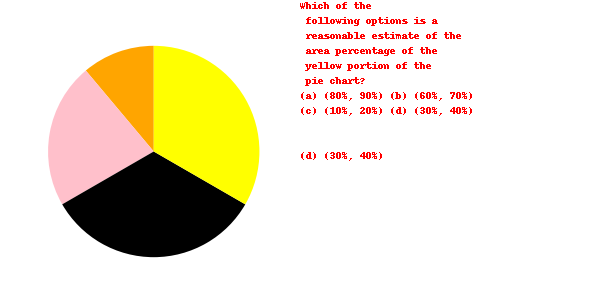 Which of the
following options is a
reasonable estimate of the
area percentage of the
yellow portion of the
pie chart?
(a) (80%, 90%) (b) (60%, 70%)
(c) (10%, 20%) (d) (30%, 40%)
(d) (30%, 40%)